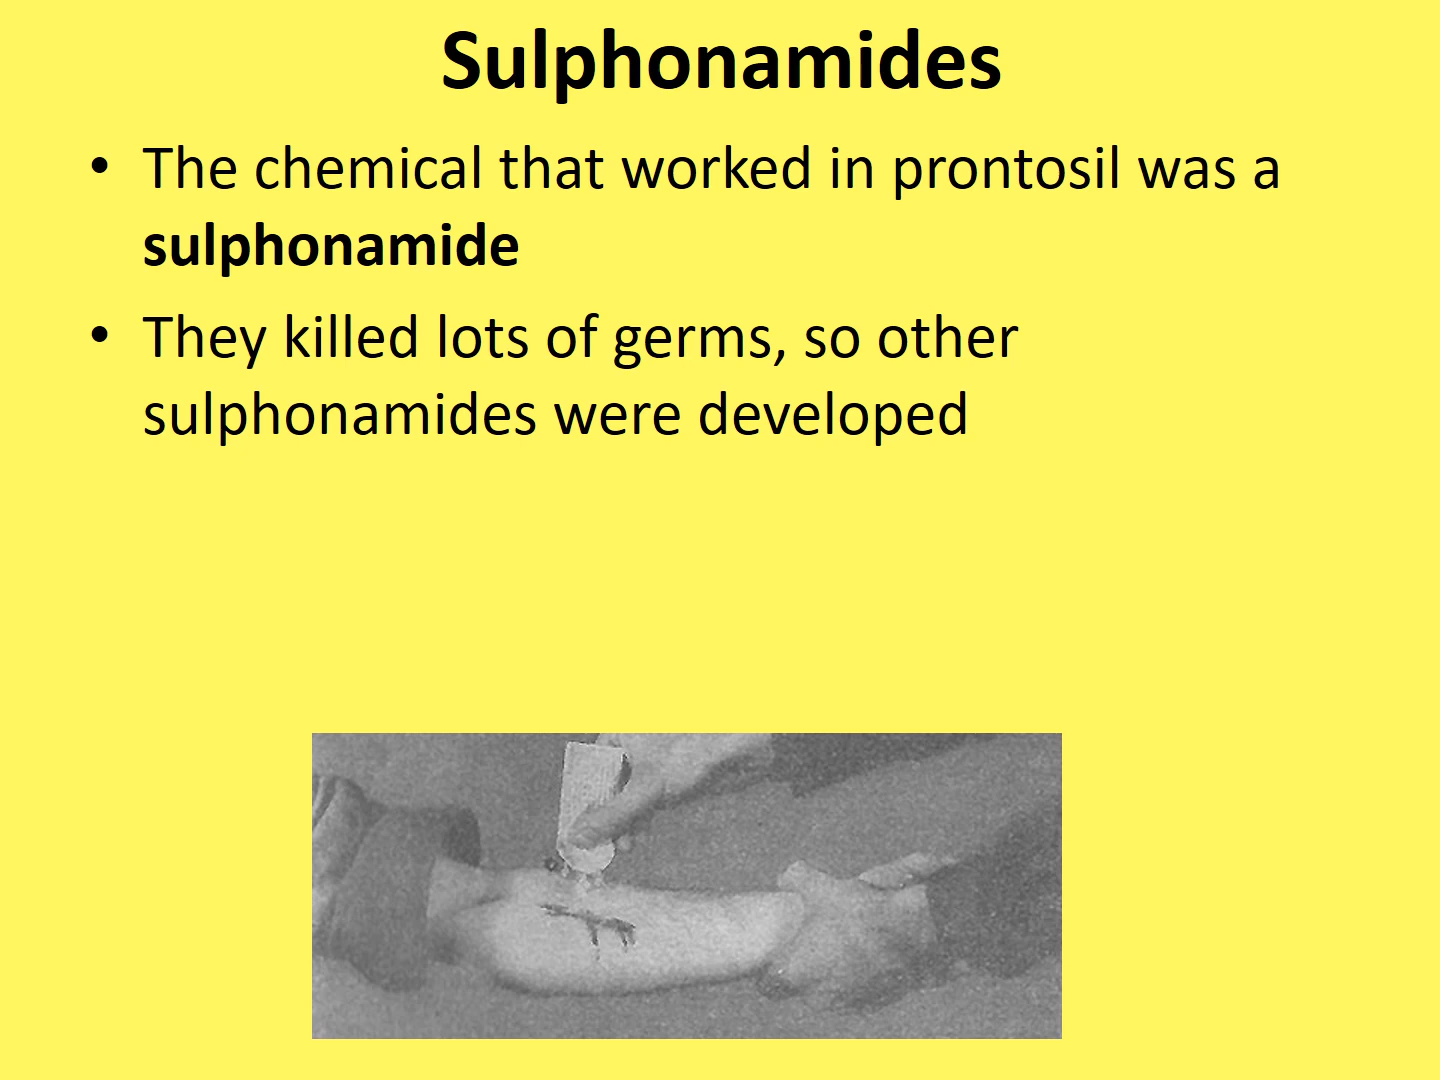 Sulphonamides
• The chemical that worked in prontosil was a
sulphonamide
• They killed lots of germs, so other
sulphonamides were developed